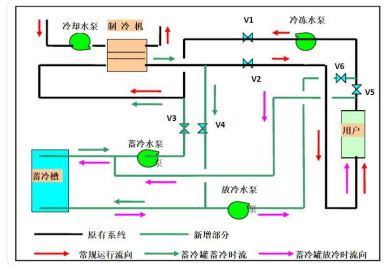 冷却水泵
制冷机
V1
冷冻水泵
V2
V6
V5
V3
V4
用户
蓄冷水泵
蓄冷槽
放冷水泵
原有系统
新增部分
常规运行流向
蓄冷罐蓄冷时流
蓄冷罐放冷时流向